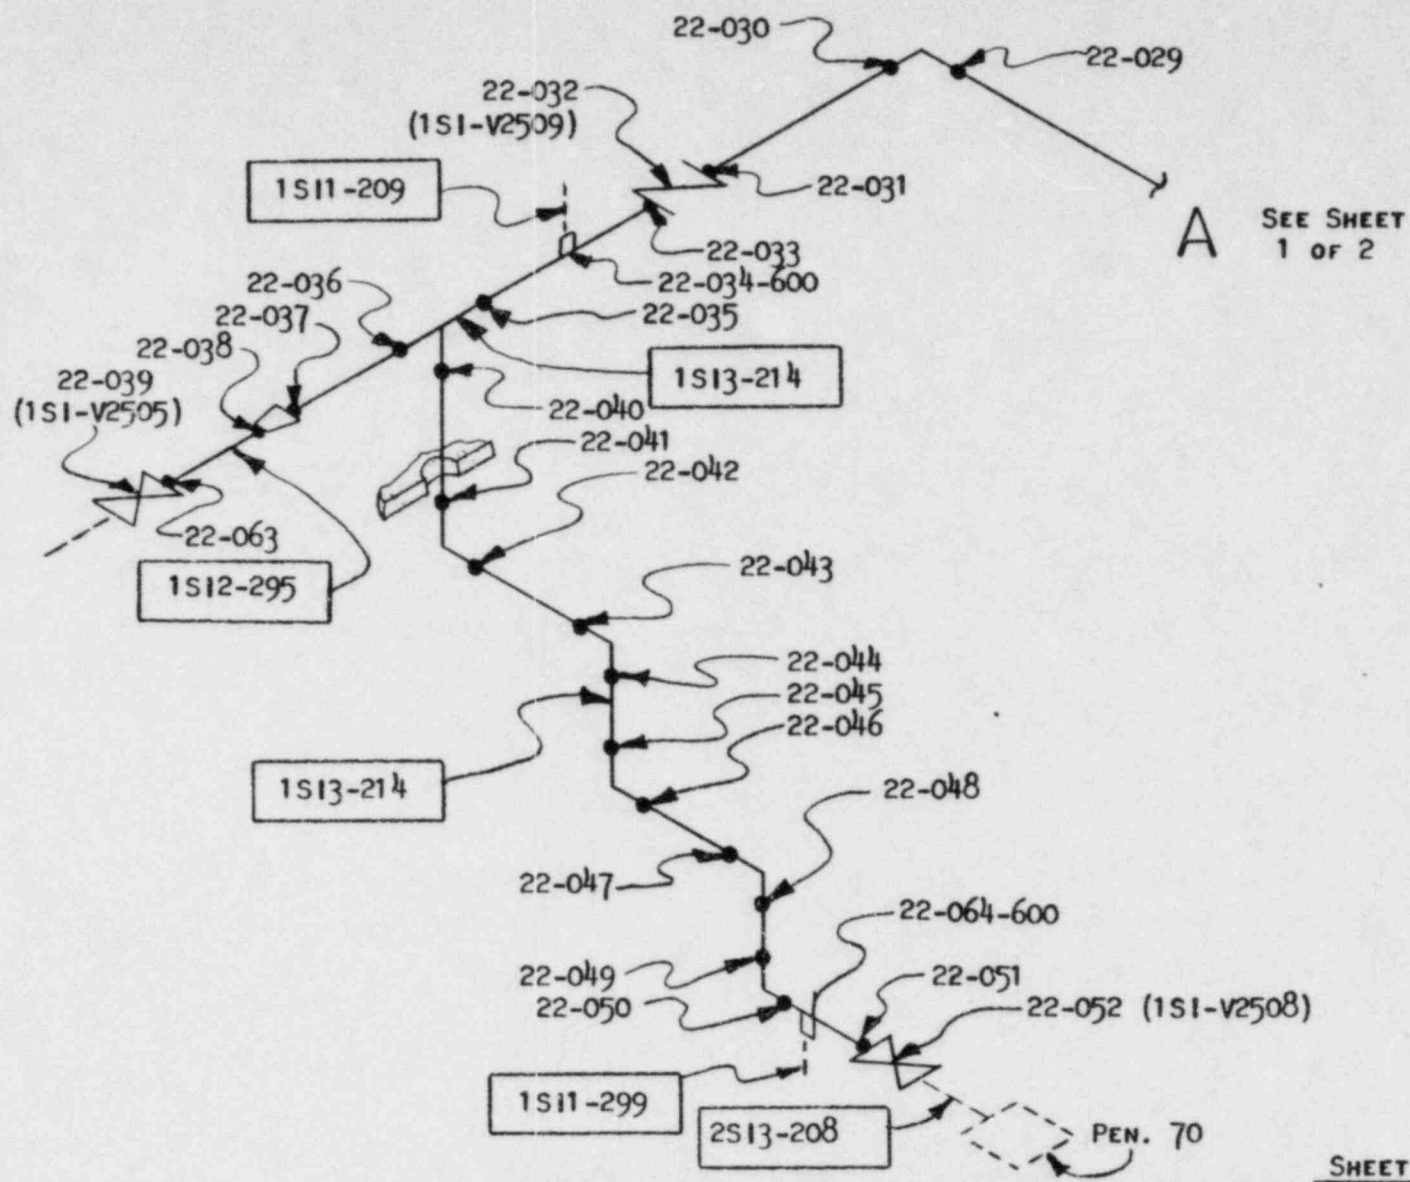 22-030
22-029
22-032
(1SI-V2509)
1SI1-209
22-031
A
SEE SHEET
1 OF 2
22-033
22-034-600
22-036
22-035
22-037
22-038
22-039
(1SI-V2505)
1SI3-214
22-040
22-041
22-042
22-063
1SI2-295
22-043
22-044
22-045
22-046
1SI3-214
22-048
22-047
22-064-600
22-049
22-051
22-050
22-052 (1SI-V2508)
1SI1-299
2SI3-208
PEN. 70
SHEET